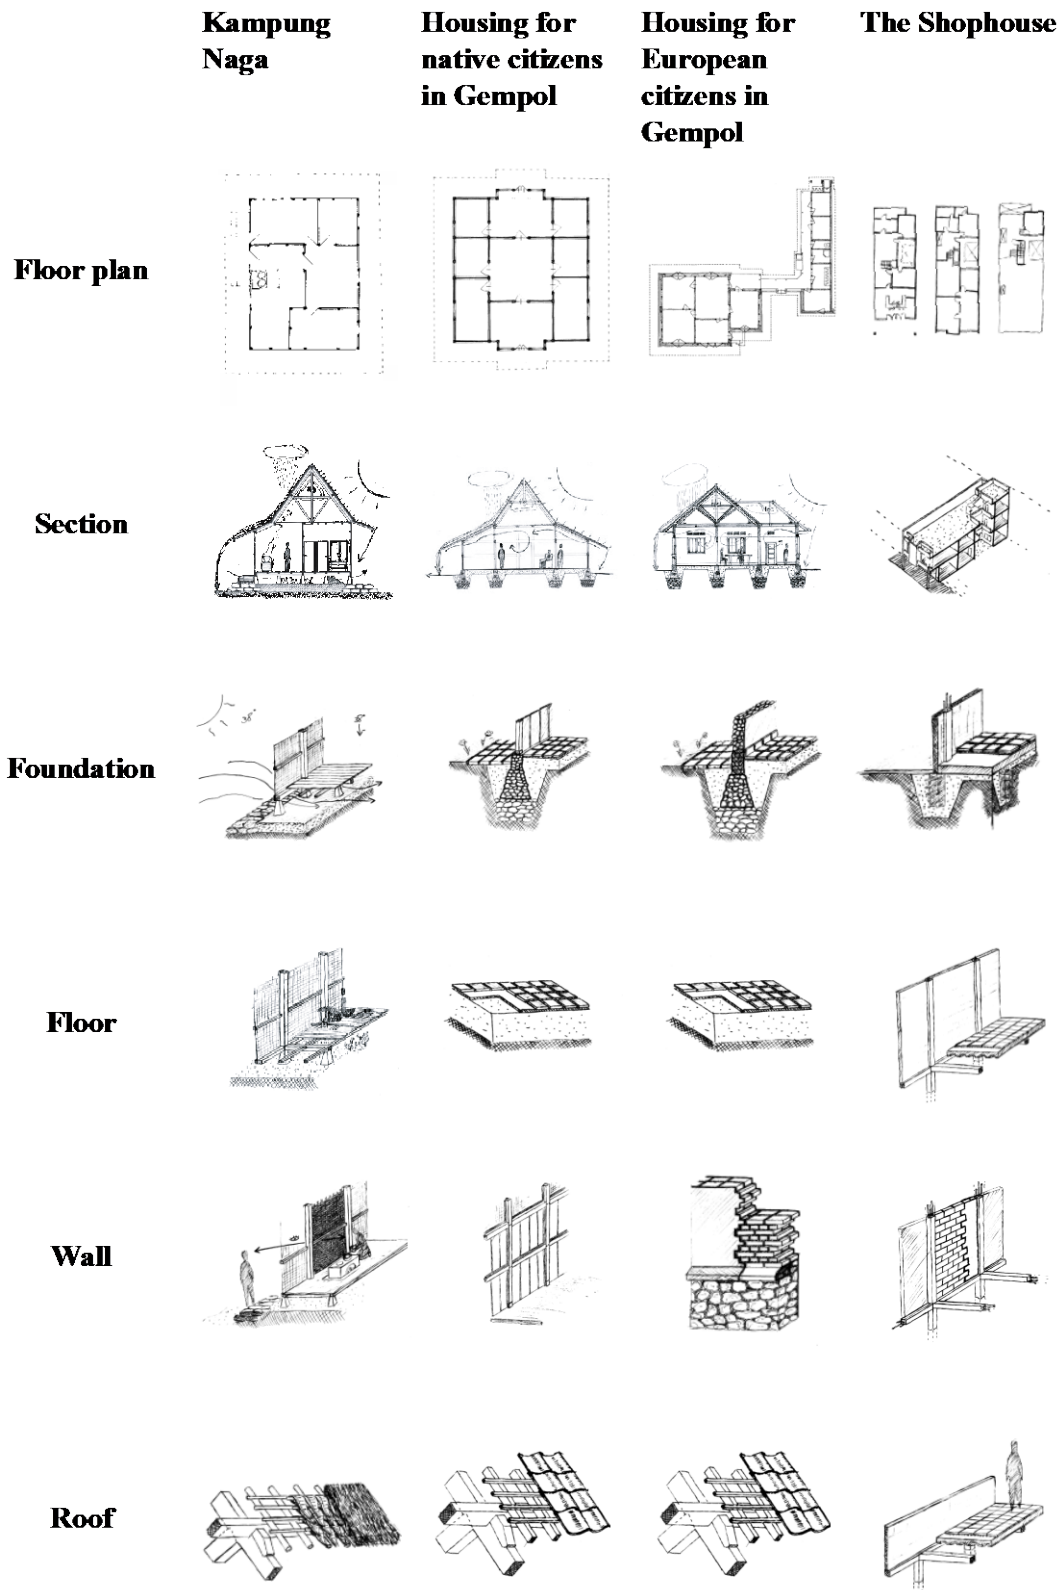 Kampung
Naga
Housing for
native citizens
in Gempol
Housing for
European
citizens in
Gempol
The Shophouse
Floor plan
Section
Foundation
Floor
Wall
Roof